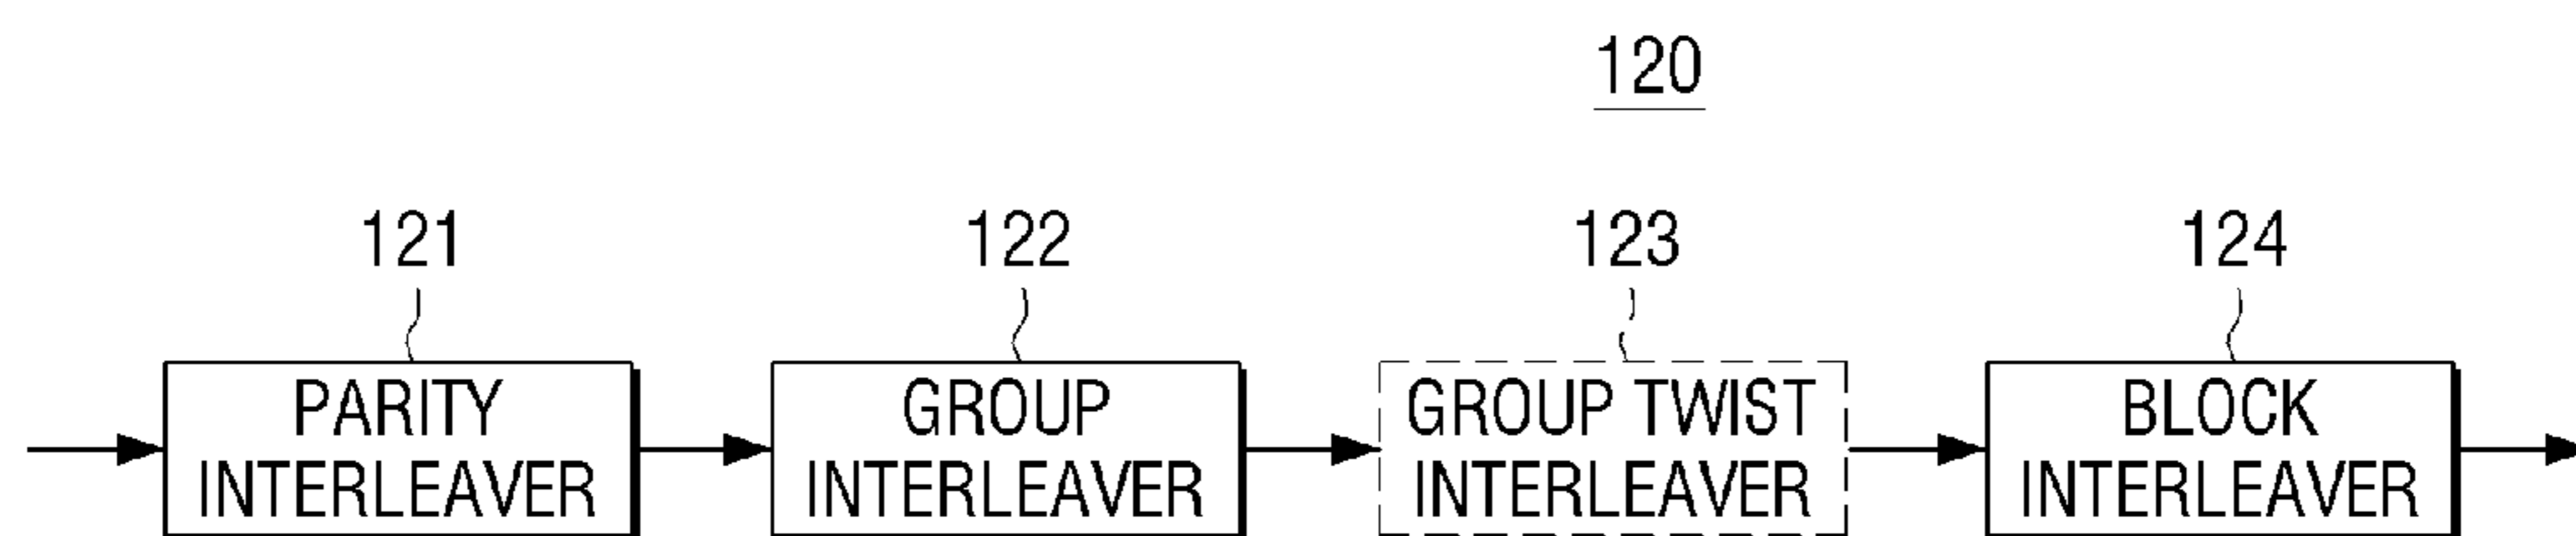 120
121
122
123
124
PARITY
INTERLEAVER
GROUP
INTERLEAVER
GROUP TWIST
INTERLEAVER
BLOCK
INTERLEAVER